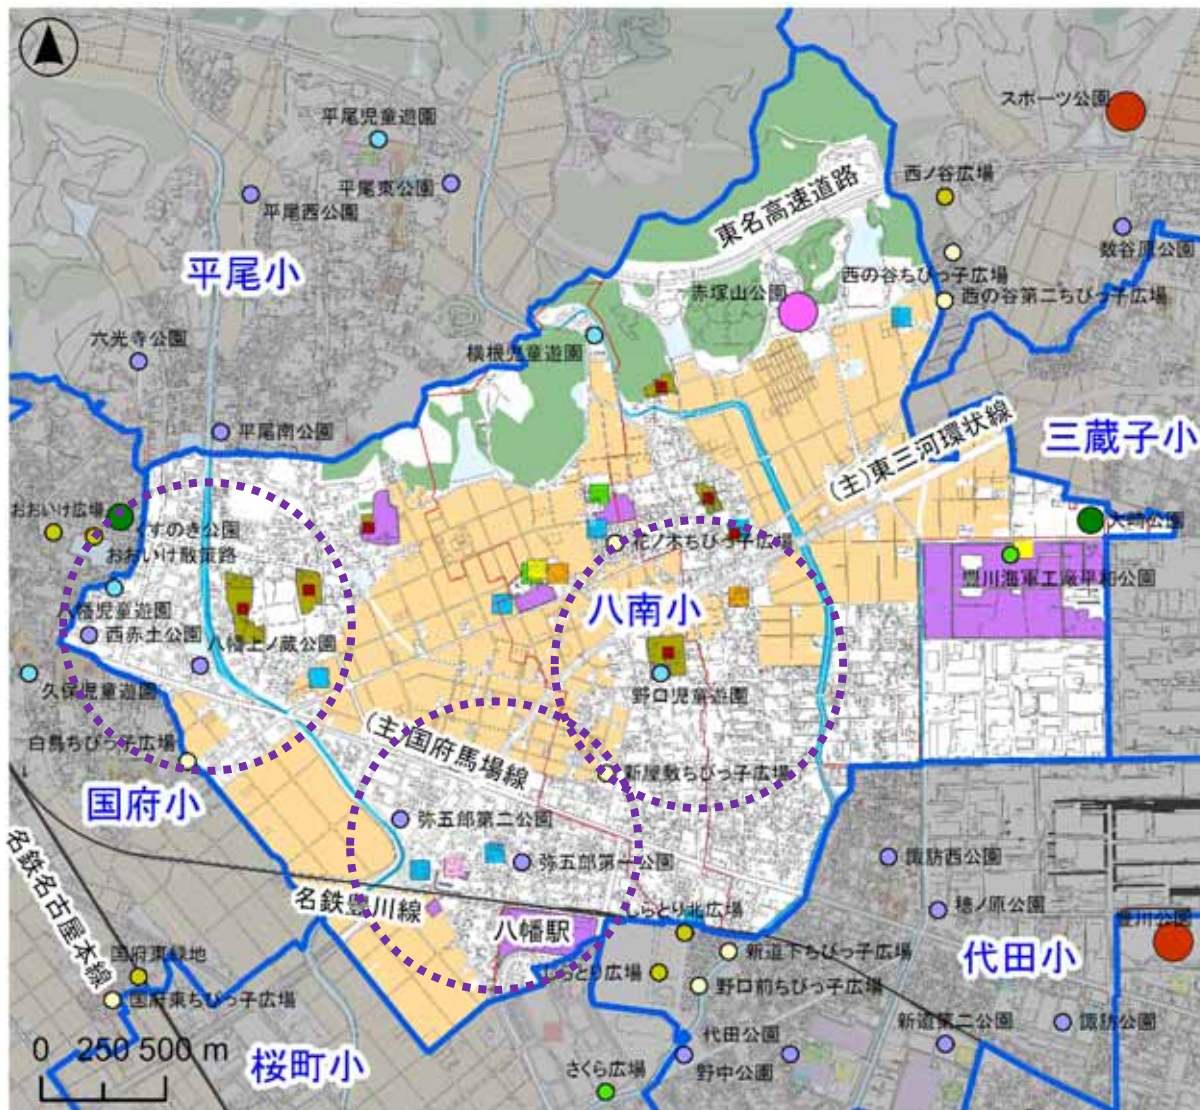 スポーツ公園
平尾児童遊園
西ノ谷広場
平尾東公園
平尾西公園
東名高速道路
数谷原公園
平尾小
西の谷ちびっ子広場
赤塚山公園
西の谷第二ちびっ子広場
六光寺公園
横根児童遊園
平尾南公園
(主)東三河環状線
三蔵子小
おおいけ広場
くすのき公園
大崎公園
花ノ木ちびっ子広場
おおいけ散策路
豊川海軍工廠平和公園
八幡児童遊園
八南小
西赤土公園
八幡上ノ蔵公園
久保児童遊園
野口児童遊園
(主)国府馬場線
白鳥ちびっ子広場
新屋敷ちびっ子広場
国府小
弥五郎第二公園
名鉄名古屋本線
弥五郎第一公園
諏訪西公園
名鉄豊川線
しらとり北広場
穂ノ原公園
豊川公園
八幡駅
国府東緑地
新道下ちびっ子広場
代田小
しらとり広場
野口前ちびっ子広場
国府東ちびっ子広場
新道第二公園
諏訪公園
代田公園
0 250 500 m
桜町小
さくら広場
野中公園